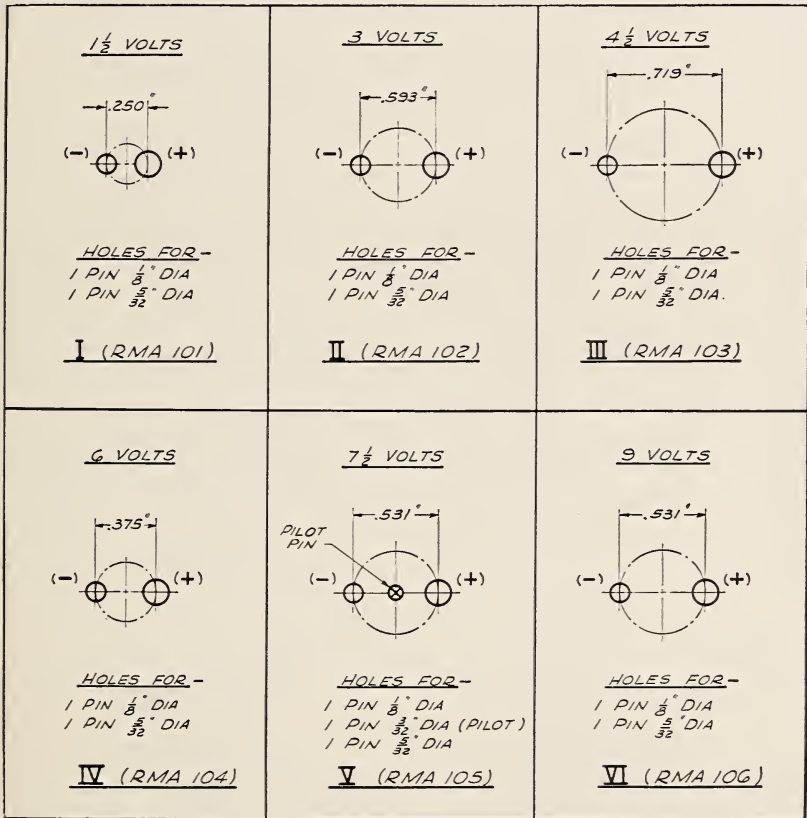 1 1/2 VOLTS
.250"
(-) (+)
HOLES FOR-
1 PIN 1/8" DIA
1 PIN 5/32" DIA
I (RMA 101)
3 VOLTS
.593"
(-) (+)
HOLES FOR-
1 PIN 1/8" DIA
1 PIN 5/32" DIA
II (RMA 102)
4 1/2 VOLTS
.719"
(-) (+)
HOLES FOR-
1 PIN 1/8" DIA
1 PIN 5/32" DIA.
III (RMA 103)
6 VOLTS
.375"
(-) (+)
HOLES FOR-
1 PIN 1/8" DIA
1 PIN 5/32" DIA
IV (RMA 104)
7 1/2 VOLTS
.531"
PILOT
PIN
(-) (+)
HOLES FOR-
1 PIN 1/8" DIA
1 PIN 3/32" DIA (PILOT)
1 PIN 5/32" DIA
V (RMA 105)
9 VOLTS
.531"
(-) (+)
HOLES FOR-
1 PIN 1/8" DIA
1 PIN 5/32" DIA
VI (RMA 106)